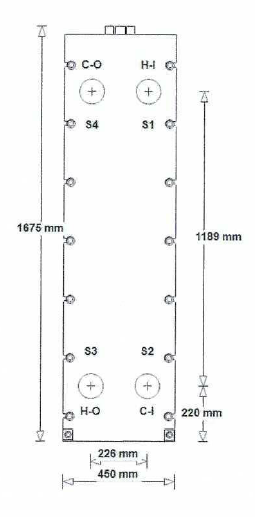 C-O H-I
S4 S1
1675 mm
1189 mm
S3 S2
H-O C-I
220 mm
226 mm
450 mm